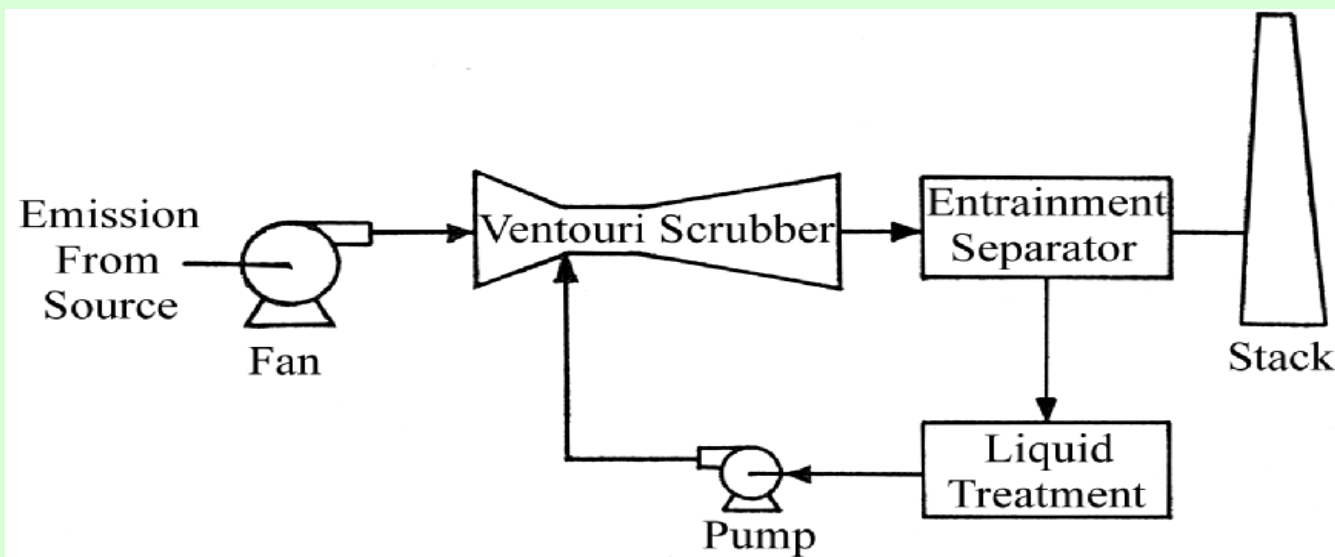 Emission
From
Source
Fan
Ventouri Scrubber
Entrainment
Separator
Stack
Liquid
Treatment
Pump